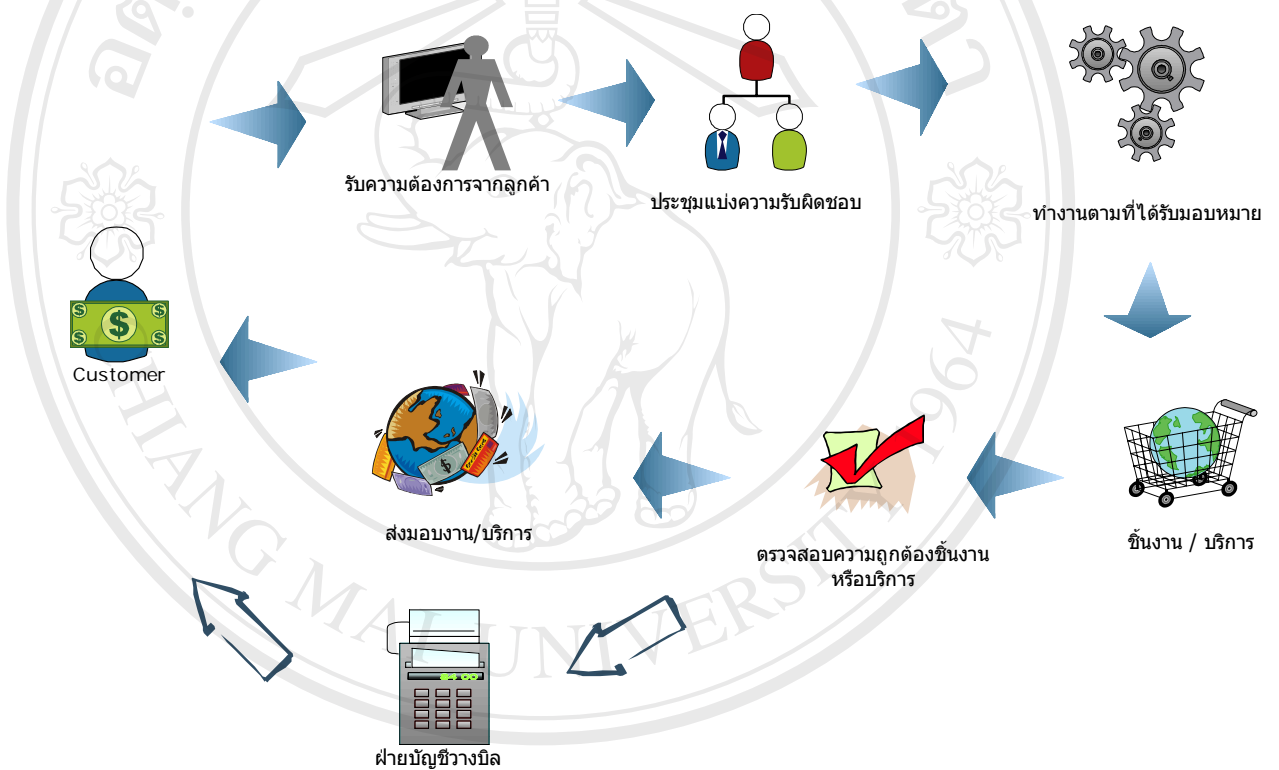 รับความต้องการจากลูกค้า
ประชุมแบ่งความรับผิดชอบ
ทำงานตามที่ได้รับมอบหมาย
Customer
ส่งมอบงาน/บริการ
ตรวจสอบความถูกต้องชิ้นงาน
หรือบริการ
ชิ้นงาน / บริการ
ฝ่ายบัญชีวางบิล
HIANG MAI UNIVERSITY 1964